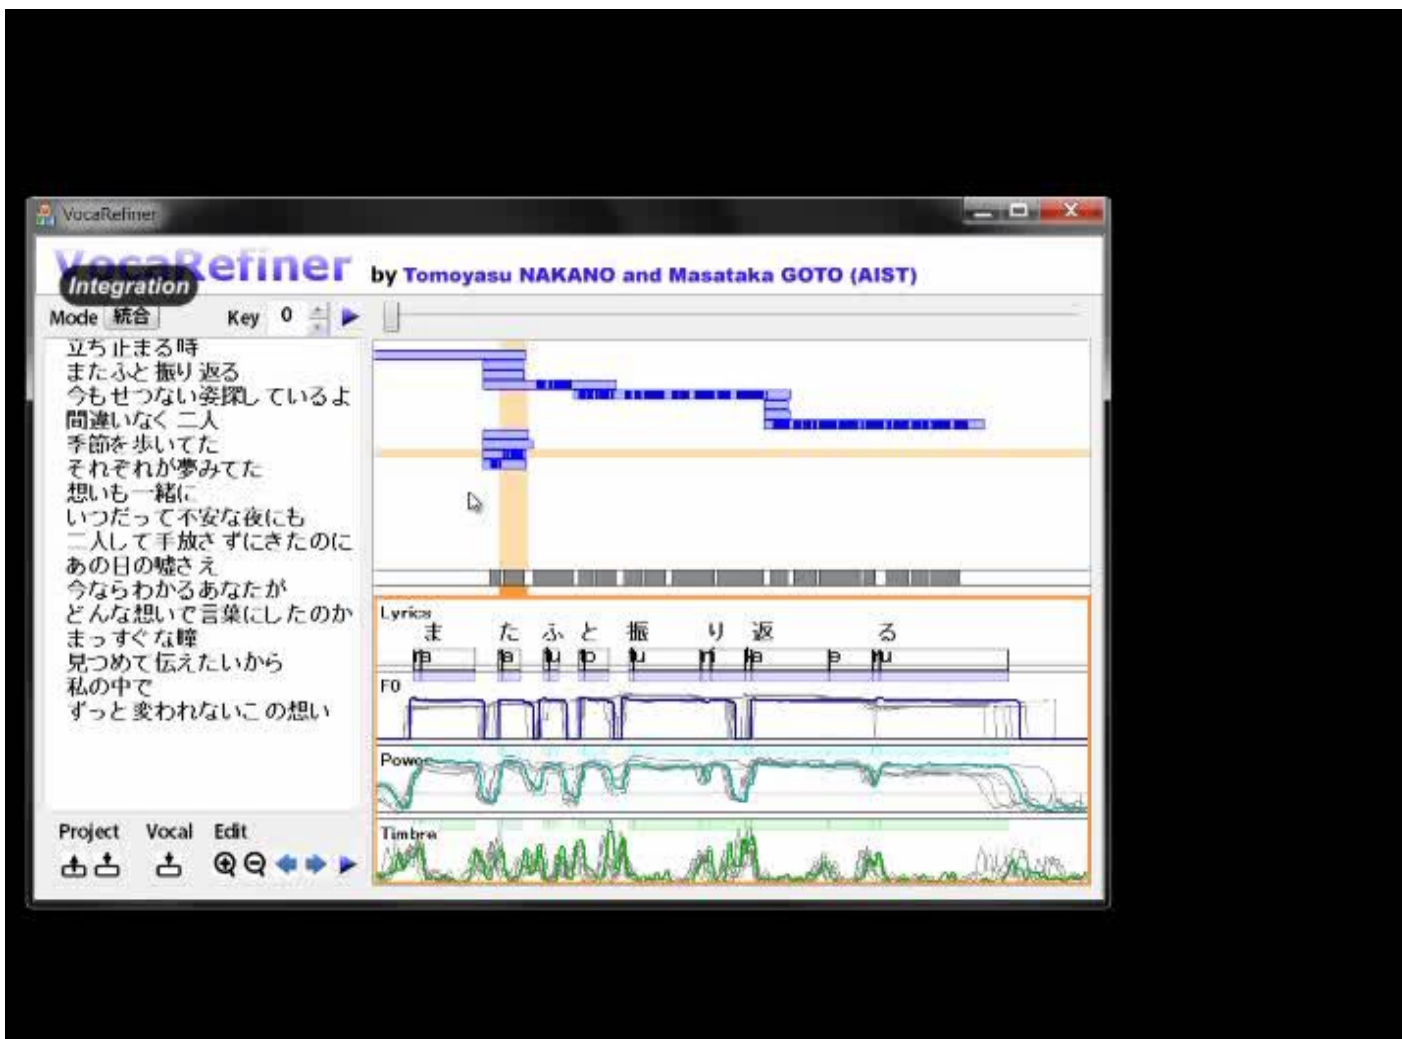 VocaRefiner
VocaRefiner by Tomoyasu NAKANO and Masataka GOTO (AIST)
Integration
Mode 統合 Key 0
立ち止まる時
またふと振り返る
今もせつない姿探しているよ
間違いなく二人
季節を歩いてた
それぞれが夢みてた
想いも一緒に
いつだって不安な夜にも
二人して手放さずにきたのに
あの日の嘘さえ
今ならわかるあなたが
どんな想いで言葉にしたのか
まっすぐな瞳
見つめて伝えたいから
私の中で
ずっと変われないこの想い
Project Vocal Edit
Lyrics
ま た ふ と 振 り 返 る
F0
Power
Timbre